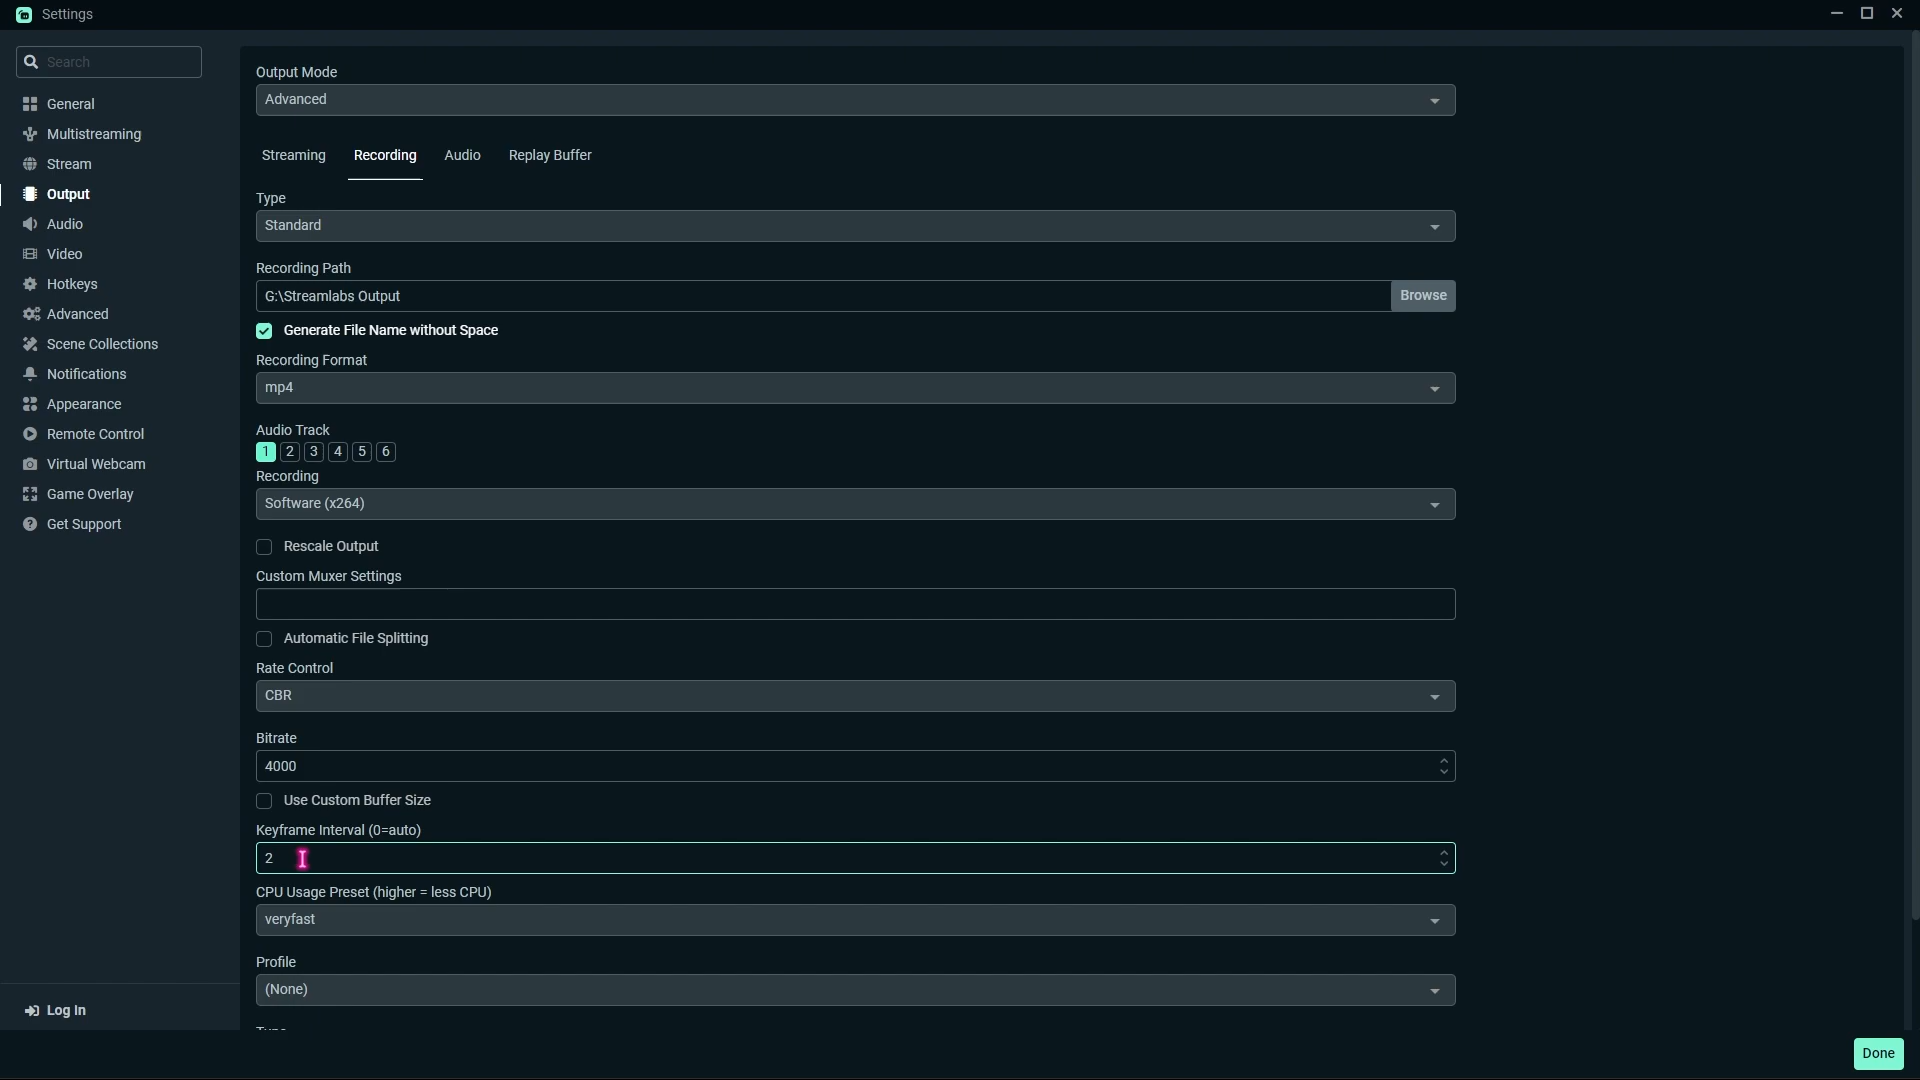 Settings
Search
General
Multistreaming
Stream
Output
Audio
Video
Hotkeys
Advanced
Scene Collections
Notifications
Appearance
Remote Control
Virtual Webcam
Game Overlay
Get Support
Log In
Output Mode
Advanced
Streaming Recording Audio Replay Buffer
Type
Standard
Recording Path
G:\Streamlabs Output Browse
Generate File Name without Space
Recording Format
mp4
Audio Track
1 2 3 4 5 6
Recording
Software (x264)
Rescale Output
Custom Muxer Settings
Automatic File Splitting
Rate Control
CBR
Bitrate
4000
Use Custom Buffer Size
Keyframe Interval (0=auto)
2
CPU Usage Preset (higher = less CPU)
veryfast
Profile
(None)
Done